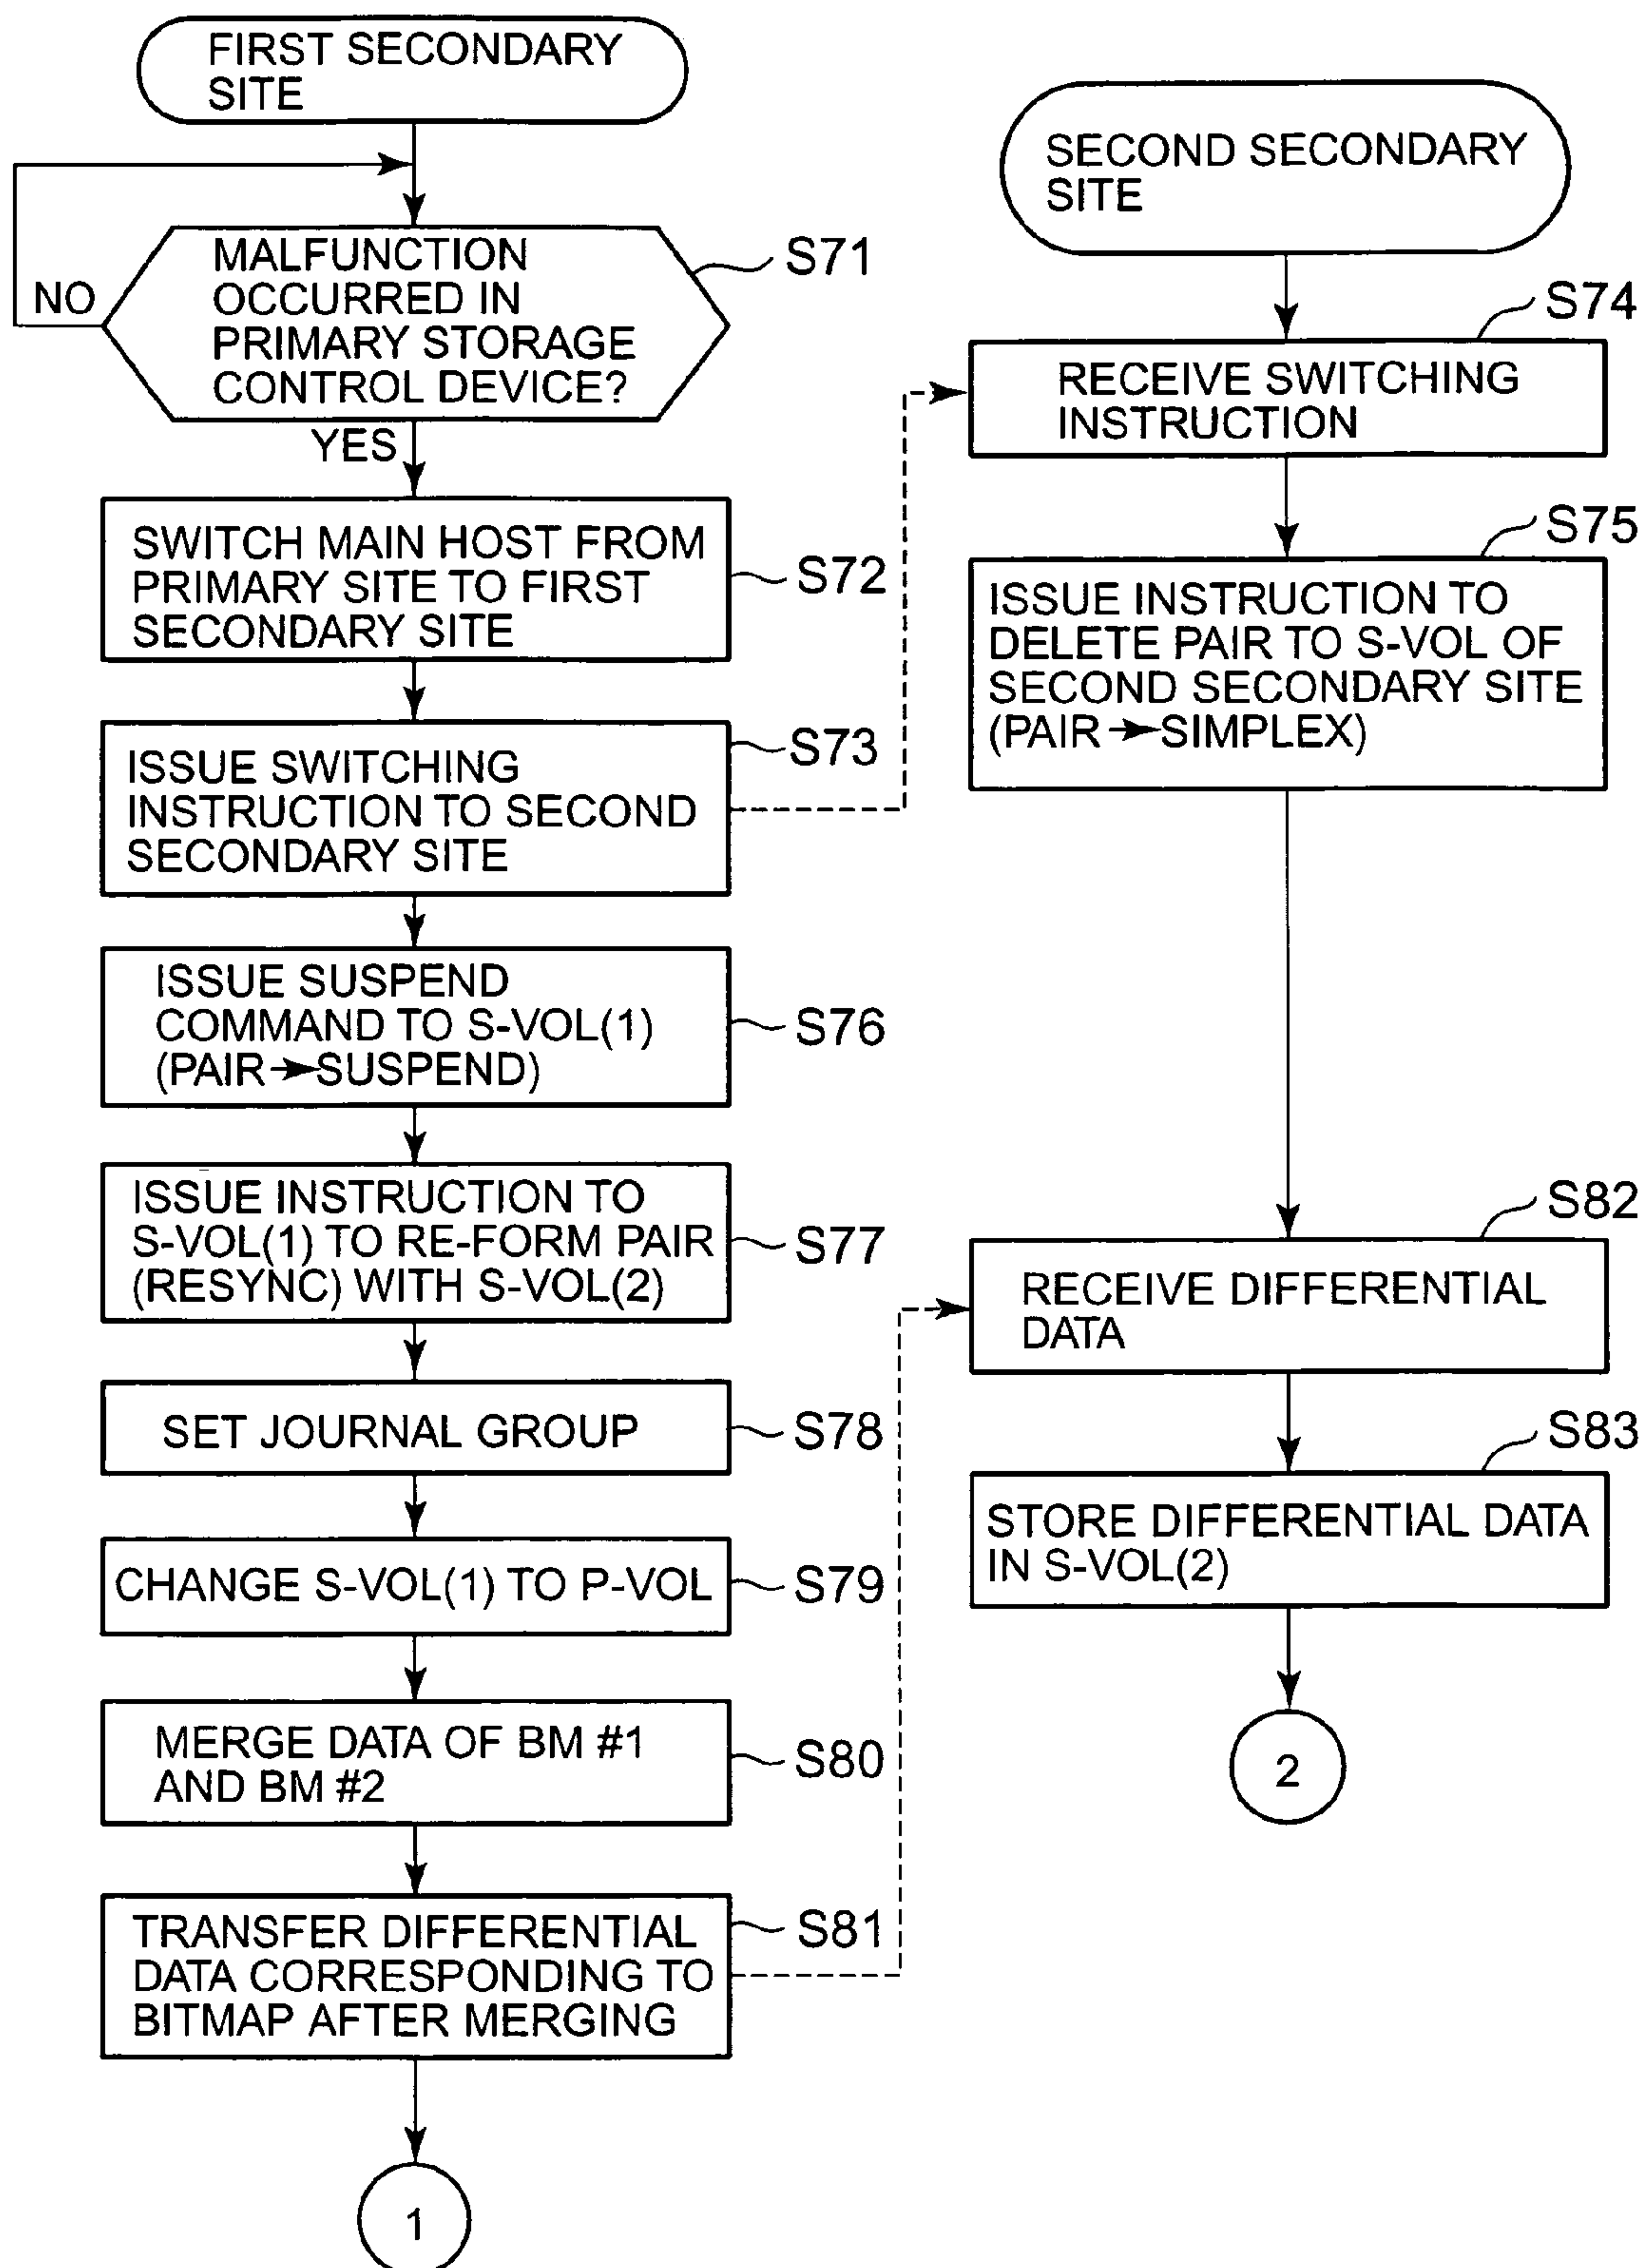 FIRST SECONDARY
SITE
MALFUNCTION
OCCURRED IN
PRIMARY STORAGE
CONTROL DEVICE?
S71
NO
YES
SWITCH MAIN HOST FROM
PRIMARY SITE TO FIRST
SECONDARY SITE
S72
ISSUE SWITCHING
INSTRUCTION TO SECOND
SECONDARY SITE
S73
ISSUE SUSPEND
COMMAND TO S-VOL(1)
(PAIR→SUSPEND)
S76
ISSUE INSTRUCTION TO
S-VOL(1) TO RE-FORM PAIR
(RESYNC) WITH S-VOL(2)
S77
SET JOURNAL GROUP
S78
CHANGE S-VOL(1) TO P-VOL
S79
MERGE DATA OF BM #1
AND BM #2
S80
TRANSFER DIFFERENTIAL
DATA CORRESPONDING TO
BITMAP AFTER MERGING
S81
1
SECOND SECONDARY
SITE
S74
RECEIVE SWITCHING
INSTRUCTION
S75
ISSUE INSTRUCTION TO
DELETE PAIR TO S-VOL OF
SECOND SECONDARY SITE
(PAIR→SIMPLEX)
S82
RECEIVE DIFFERENTIAL
DATA
S83
STORE DIFFERENTIAL DATA
IN S-VOL(2)
2